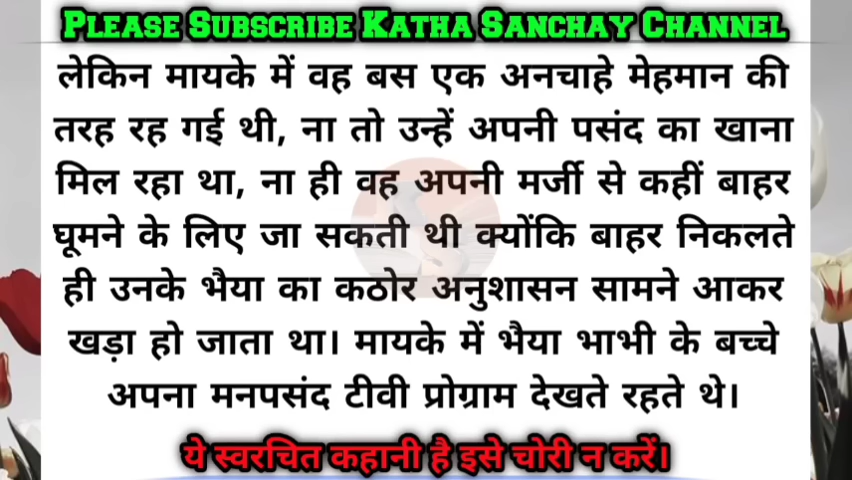 PLEASE SUBSCRIBE KATHA SANCHAY CHANNEL
लेकिन मायके में वह बस एक अनचाहे मेहमान की
तरह रह गई थी, ना तो उन्हें अपनी पसंद का खाना
मिल रहा था, ना ही वह अपनी मर्जी से कहीं बाहर
घूमने के लिए जा सकती थी क्योंकि बाहर निकलते
ही उनके भैया का कठोर अनुशासन सामने आकर
खड़ा हो जाता था। मायके में भैया भाभी के बच्चे
अपना मनपसंद टीवी प्रोग्राम देखते रहते थे।
ये स्वरचित कहानी है इसे चोरी न करें।